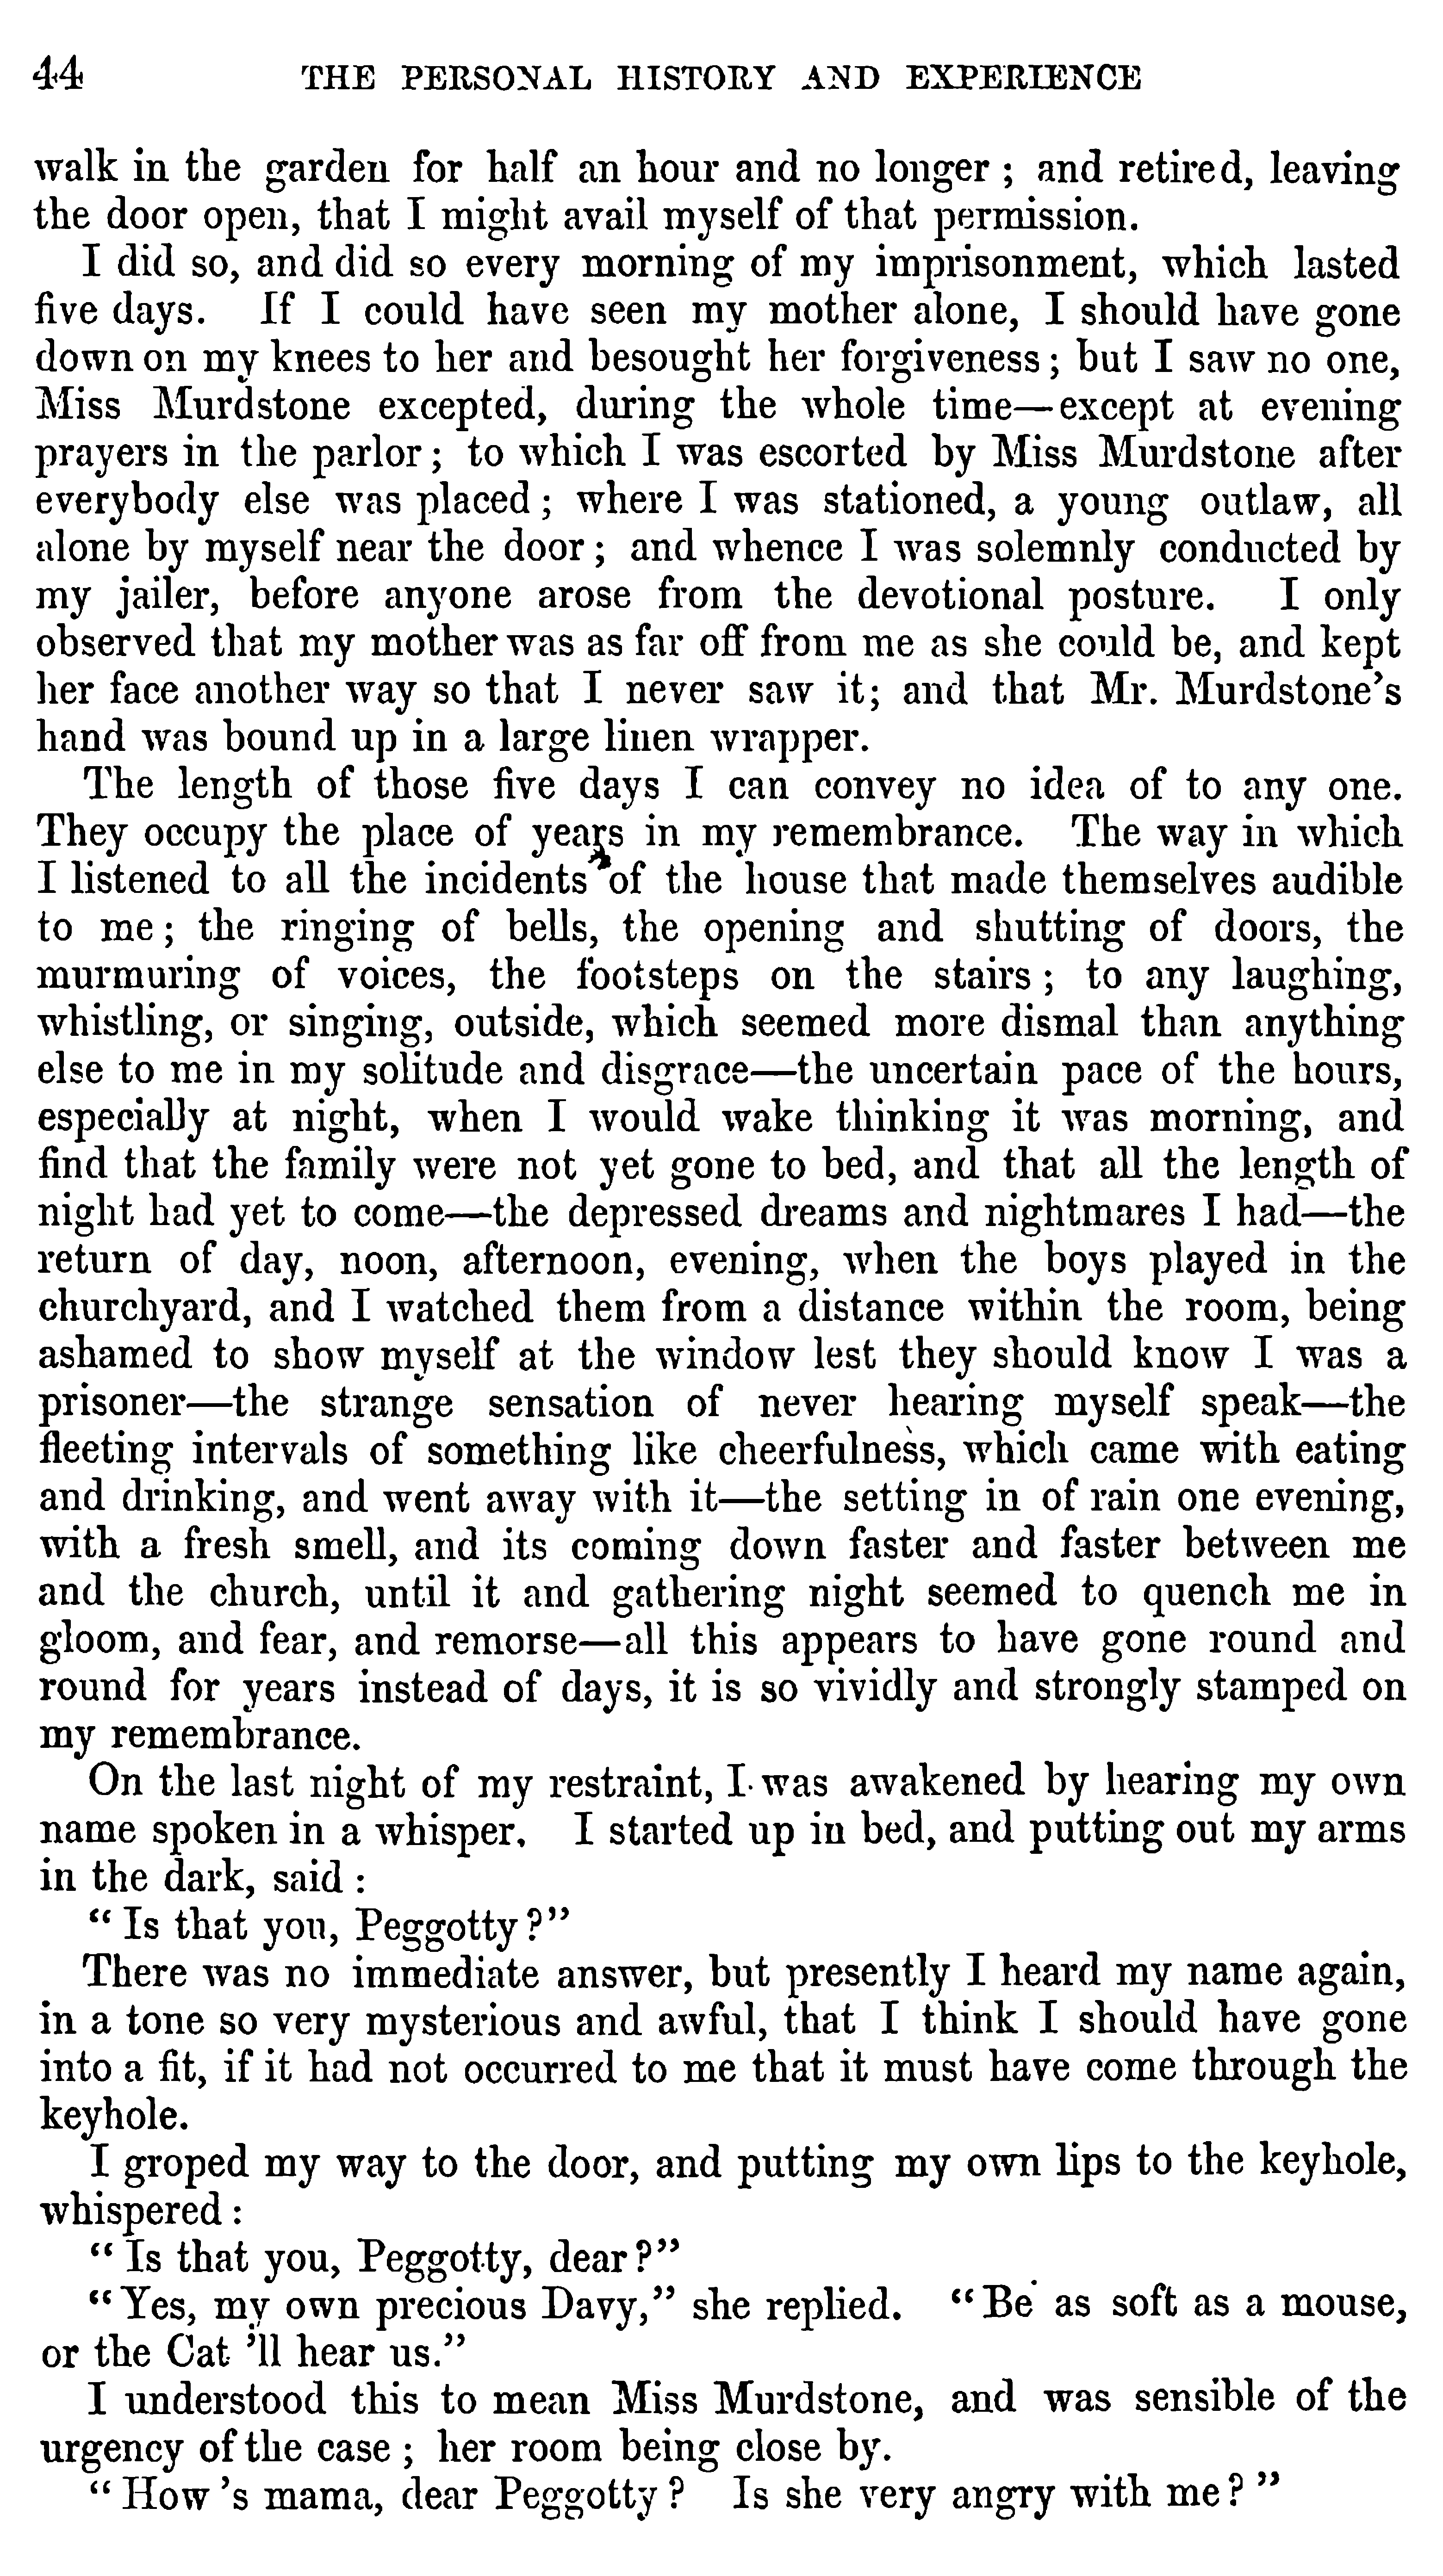 44 THE PERSONAL HISTORY AND EXPERIENCE
walk in the garden for half an hour and no longer ; and retired, leaving
the door open, that I might avail myself of that permission.
I did so, and did so every morning of my imprisonment, which lasted
five days. If I could have seen my mother alone, I should have gone
down on my knees to her and besought her forgiveness ; but I saw no one,
Miss Murdstone excepted, during the whole time—except at evening
prayers in the parlor ; to which I was escorted by Miss Murdstone after
everybody else was placed ; where I was stationed, a young outlaw, all
alone by myself near the door ; and whence I was solemnly conducted by
my jailer, before anyone arose from the devotional posture. I only
observed that my mother was as far off from me as she could be, and kept
her face another way so that I never saw it; and that Mr. Murdstone's
hand was bound up in a large linen wrapper.
The length of those five days I can convey no idea of to any one.
They occupy the place of years in my remembrance. The way in which
I listened to all the incidents of the house that made themselves audible
to me ; the ringing of bells, the opening and shutting of doors, the
murmuring of voices, the footsteps on the stairs ; to any laughing,
whistling, or singing, outside, which seemed more dismal than anything
else to me in my solitude and disgrace—the uncertain pace of the hours,
especially at night, when I would wake thinking it was morning, and
find that the family were not yet gone to bed, and that all the length of
night had yet to come—the depressed dreams and nightmares I had—the
return of day, noon, afternoon, evening, when the boys played in the
churchyard, and I watched them from a distance within the room, being
ashamed to show myself at the window lest they should know I was a
prisoner—the strange sensation of never hearing myself speak—the
fleeting intervals of something like cheerfulness, which came with eating
and drinking, and went away with it—the setting in of rain one evening,
with a fresh smell, and its coming down faster and faster between me
and the church, until it and gathering night seemed to quench me in
gloom, and fear, and remorse—all this appears to have gone round and
round for years instead of days, it is so vividly and strongly stamped on
my remembrance.
On the last night of my restraint, I was awakened by hearing my own
name spoken in a whisper. I started up in bed, and putting out my arms
in the dark, said :
“ Is that you, Peggotty ?”
There was no immediate answer, but presently I heard my name again,
in a tone so very mysterious and awful, that I think I should have gone
into a fit, if it had not occurred to me that it must have come through the
keyhole.
I groped my way to the door, and putting my own lips to the keyhole,
whispered :
“ Is that you, Peggotty, dear ?”
“ Yes, my own precious Davy,” she replied. “ Be as soft as a mouse,
or the Cat ’ll hear us.”
I understood this to mean Miss Murdstone, and was sensible of the
urgency of the case ; her room being close by.
“ How ’s mama, dear Peggotty ? Is she very angry with me ? ”